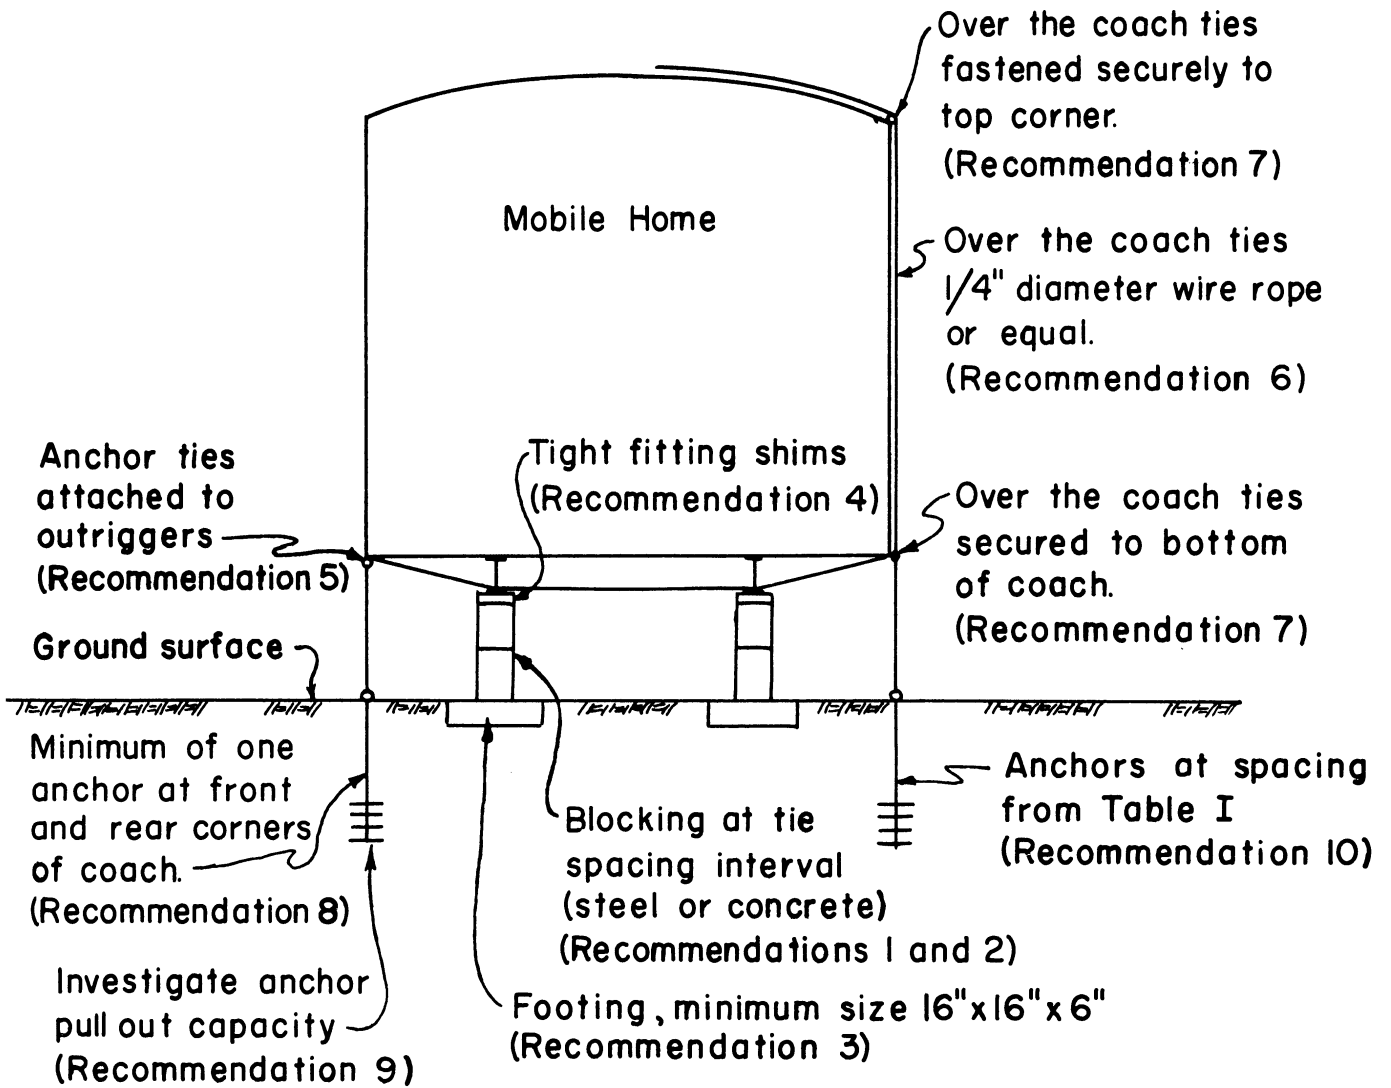 Over the coach ties
fastened securely to
top corner.
(Recommendation 7)
Mobile Home
Over the coach ties
1/4" diameter wire rope
or equal.
(Recommendation 6)
Anchor ties
attached to
outriggers
(Recommendation 5)
Tight fitting shims
(Recommendation 4)
Over the coach ties
secured to bottom
of coach.
(Recommendation 7)
Ground surface
Minimum of one
anchor at front
and rear corners
of coach.
(Recommendation 8)
Anchors at spacing
from Table I
(Recommendation 10)
Blocking at tie
spacing interval
(steel or concrete)
(Recommendations 1 and 2)
Investigate anchor
pull out capacity
(Recommendation 9)
Footing, minimum size 16"x16"x6"
(Recommendation 3)